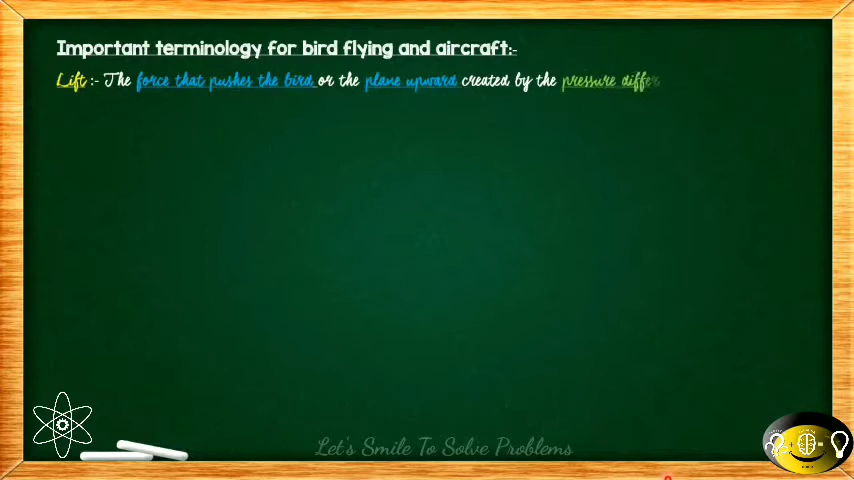 Important terminology for bird flying and aircraft:-
Lift :- The force that pushes the bird or the plane upward created by the pressure differ
Let's Smile To Solve Problems